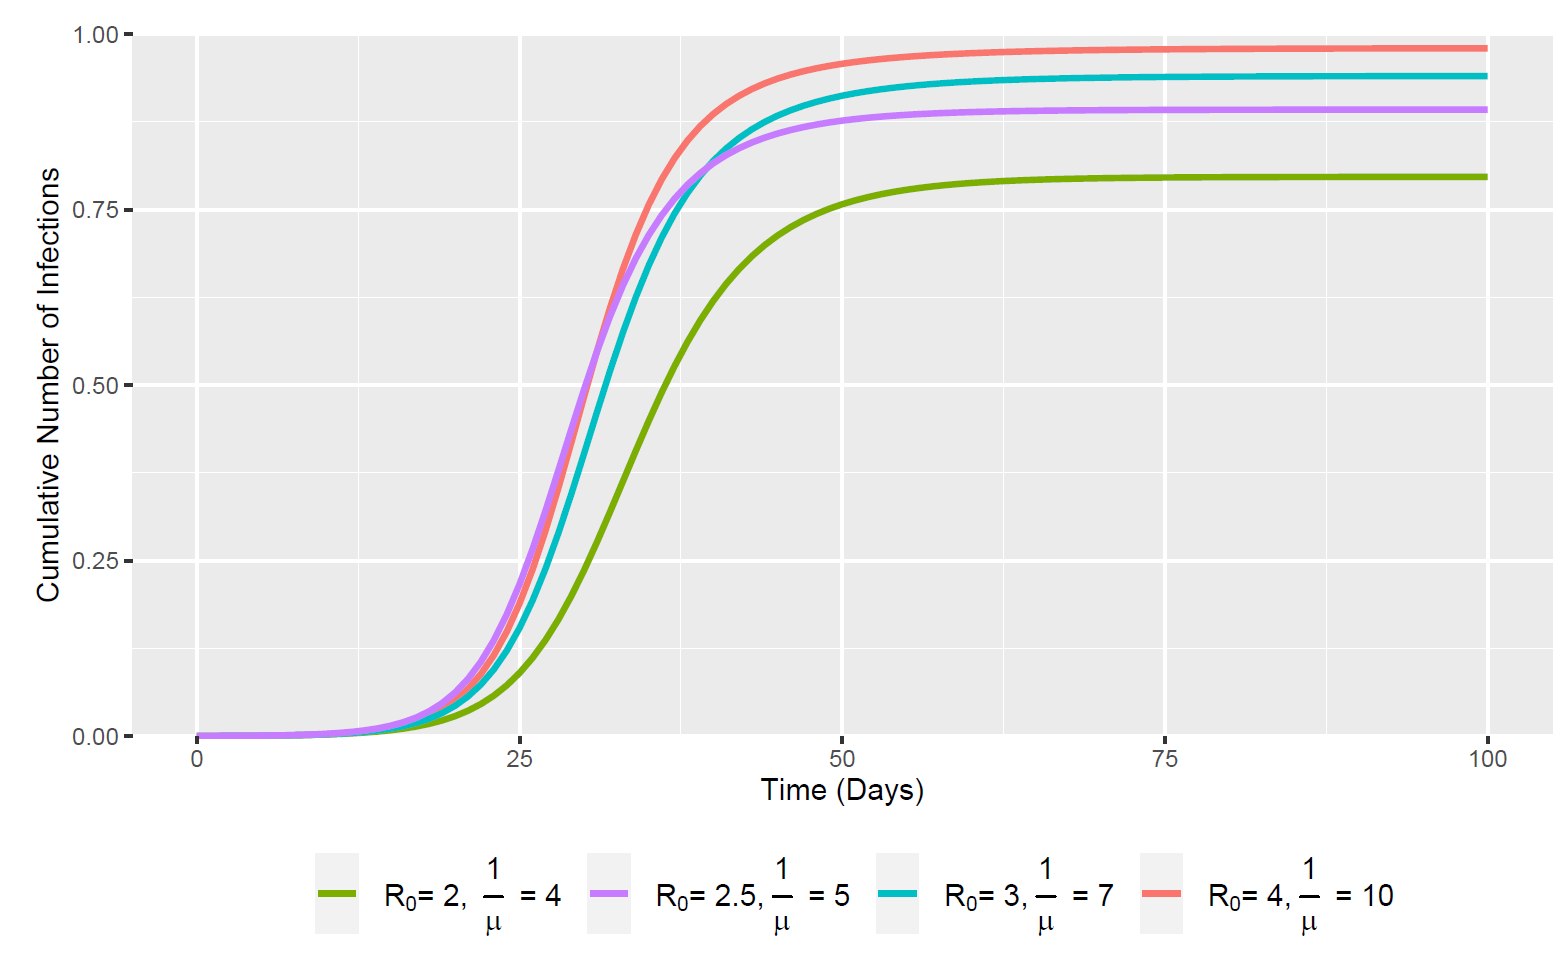 1.00
0.75
0.50
0.25
0.00
Cumulative Number of Infections
0 25 50 75 100
Time (Days)
R₀= 2, 1/μ = 4
R₀= 2.5, 1/μ = 5
R₀= 3, 1/μ = 7
R₀= 4, 1/μ = 10